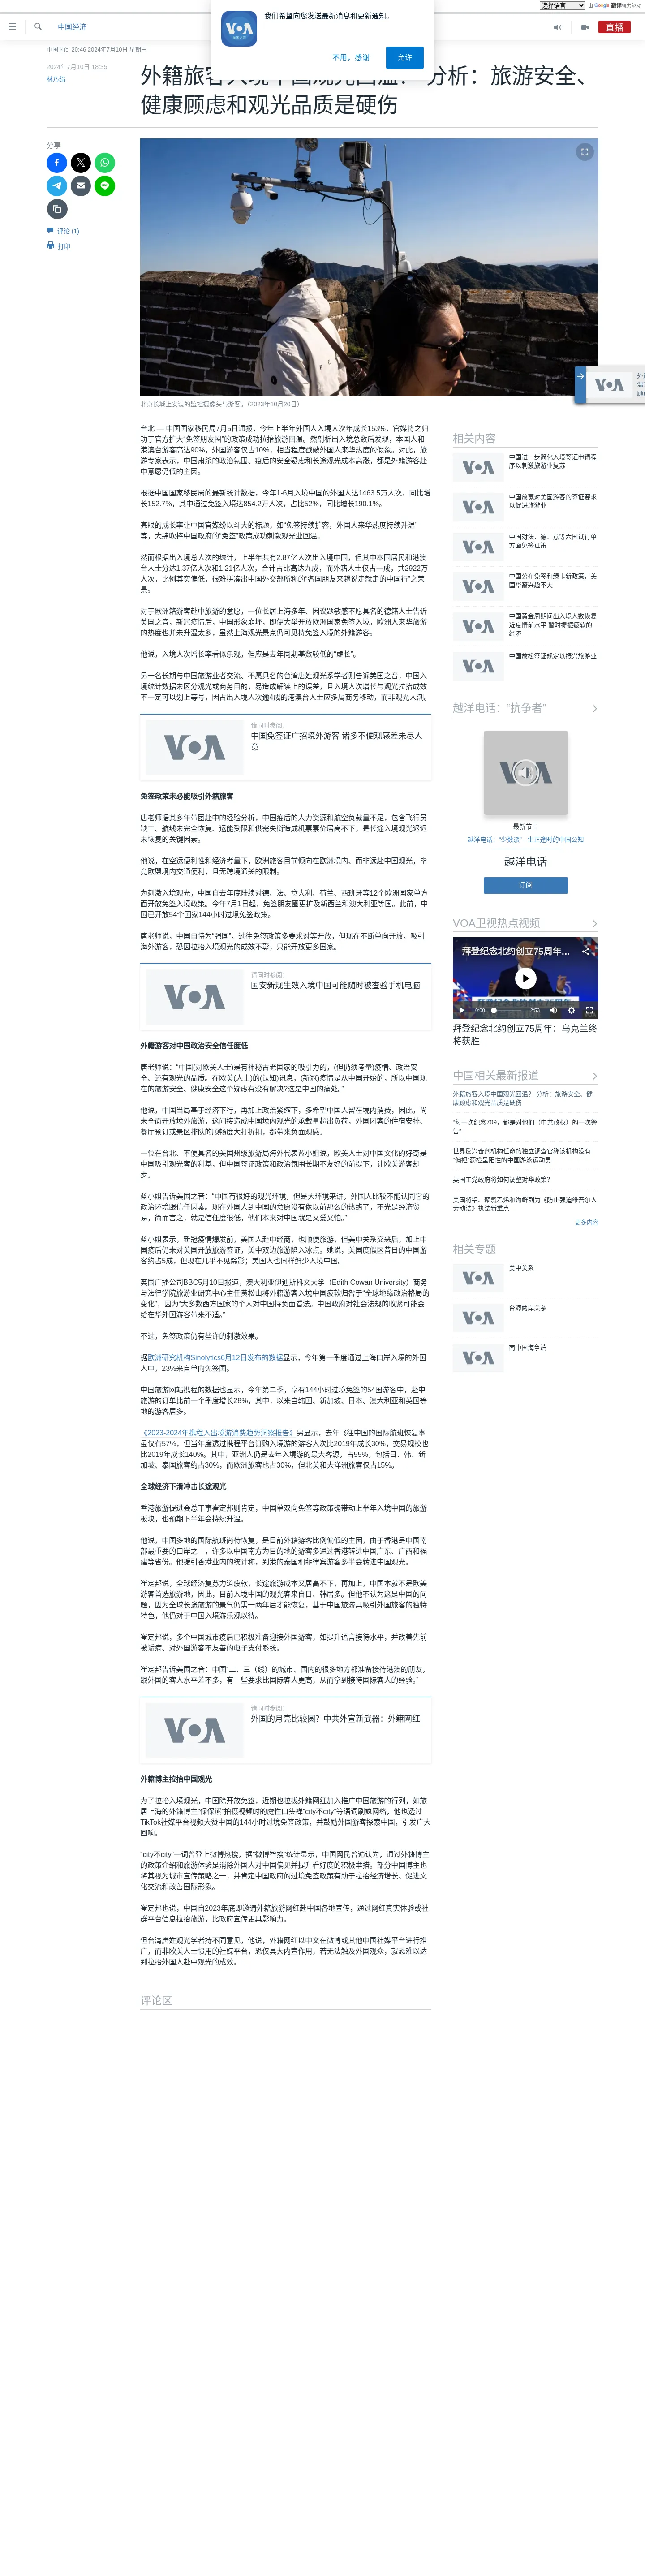 选择语言 由 Google 翻译强力驱动
我们希望向您发送最新消息和更新通知。
不用，感谢
允许
中国经济
直播
中国时间 20:46 2024年7月10日 星期三
2024年7月10日 18:35
林乃绢
分析：旅游安全、
健康顾虑和观光品质是硬伤
分享
评论 (1)
打印
北京长城上安装的监控摄像头与游客。（2023年10月20日）
台北 — 中国国家移民局7月5日通报，今年上半年外国人入境人次年成长153%，官媒将之归
功于官方扩大“免签朋友圈”的政策成功拉抬旅游回温。然剖析出入境总数后发现，本国人和
港澳台游客高达90%，外国游客仅占10%，相当程度戳破外国人来华热度的假象。对此，旅
游专家表示，中国肃杀的政治氛围、疫后的安全疑虑和长途观光成本高涨，都是外籍游客赴
中意愿仍低的主因。
根据中国国家移民局的最新统计数据，今年1-6月入境中国的外国人达1463.5万人次，同比增
长152.7%，其中通过免签入境达854.2万人次，占比52%，同比增长190.1%。
亮眼的成长率让中国官媒纷以斗大的标题，如“免签持续扩容，外国人来华热度持续升温”
等，大肆吹捧中国政府的“免签”政策成功刺激观光业回温。
然而根据出入境总人次的统计，上半年共有2.87亿人次出入境中国，但其中本国居民和港澳
台人士分达1.37亿人次和1.21亿人次，合计占比高达九成，而外籍人士仅占一成，共2922万
人次，比例其实偏低，很难拼凑出中国外交部所称的“各国朋友来趟说走就走的中国行”之荣
景。
对于欧洲籍游客赴中旅游的意愿，一位长居上海多年、因议题敏感不愿具名的德籍人士告诉
美国之音，新冠疫情后，中国形象崩坏，即便大举开放欧洲国家免签入境，欧洲人来华旅游
的热度也并未升温太多，虽然上海观光景点仍可见持免签入境的外籍游客。
他说，入境人次增长率看似乐观，但应是去年同期基数较低的“虚长”。
另一名长期与中国旅游业者交流、不愿具名的台湾唐姓观光系学者则告诉美国之音，中国入
境统计数据未区分观光或商务目的，易造成解读上的误差，且入境人次增长与观光拉抬成效
不一定可以划上等号，因占出入境人次逾4成的港澳台人士应多属商务移动，而非观光人潮。
请同时参阅：
中国免签证广招境外游客 诸多不便观感差未尽人
意
免签政策未必能吸引外籍旅客
唐老师据其多年带团赴中的经验分析，中国疫后的人力资源和航空负载量不足，包含飞行员
缺工、航线未完全恢复、运能受限和供需失衡造成机票票价居高不下，是长途入境观光迟迟
未恢复的关键因素。
他说，在空运便利性和经济考量下，欧洲旅客目前倾向在欧洲境内、而非远赴中国观光，毕
竟欧盟境内交通便利，且无跨境通关的限制。
为刺激入境观光，中国自去年底陆续对德、法、意大利、荷兰、西班牙等12个欧洲国家单方
面开放免签入境政策。今年7月1日起，免签朋友圈更扩及新西兰和澳大利亚等国。此前，中
国已开放54个国家144小时过境免签政策。
唐老师说，中国自恃为“强国”，过往免签政策多要求对等开放，但现在不断单向开放，吸引
海外游客，恐因拉抬入境观光的成效不彰，只能开放更多国家。
请同时参阅：
国安新规生效入境中国可能随时被查验手机电脑
外籍游客对中国政治安全信任度低
唐老师说：“中国(对欧美人士)是有神秘古老国家的吸引力的，(但仍须考量)疫情、政治安
全、还有观光的品质。在欧美(人士)的(认知)讯息，(新冠)疫情是从中国开始的，所以中国现
在的旅游安全、健康安全这个疑虑有没有解决?这是中国的痛处。”
他说，中国当局基于经济下行，再加上政治紧缩下，多希望中国人留在境内消费，因此，尚
未全面开放境外旅游，这间接造成中国境内观光的承载量超出负荷，外国团客的住宿安排、
餐厅预订或景区排队的顺畅度大打折扣，都带来负面观感。
一位在台北、不便具名的美国州级旅游局海外代表蓝小姐说，欧美人士对中国文化的好奇是
中国吸引观光客的利基，但中国签证政策和政治氛围长期不友好的前提下，让欧美游客却
步。
蓝小姐告诉美国之音：“中国有很好的观光环境，但是大环境来讲，外国人比较不能认同它的
政治环境跟信任因素。现在外国人到中国的意愿没有像以前那么的热络了，不光是经济贸
易，简而言之，就是信任度很低，他们本来对中国就是又爱又怕。”
蓝小姐表示，新冠疫情爆发前，美国人赴中经商，也顺便旅游，但美中关系交恶后，加上中
国疫后仍未对美国开放旅游签证，美中双边旅游陷入冰点。她说，美国度假区昔日的中国游
客约占5成，但现在几乎不见踪影；美国人也同样鲜少入境中国。
英国广播公司BBC5月10日报道，澳大利亚伊迪斯科文大学（Edith Cowan University）商务
与法律学院旅游业研究中心主任黄松山将外籍游客入境中国疲软归咎于“全球地缘政治格局的
变化”，因为“大多数西方国家的个人对中国持负面看法。中国政府对社会法规的收紧可能会
给在华外国游客带来不适。”
不过，免签政策仍有些许的刺激效果。
据欧洲研究机构Sinolytics6月12日发布的数据显示，今年第一季度通过上海口岸入境的外国
人中，23%来自单向免签国。
中国旅游网站携程的数据也显示，今年第二季，享有144小时过境免签的54国游客中，赴中
旅游的订单比前一个季度增长28%，其中，以来自韩国、新加坡、日本、澳大利亚和英国等
地的游客居多。
《2023-2024年携程入出境游消费趋势洞察报告》另显示，去年飞往中国的国际航班恢复率
虽仅有57%，但当年度透过携程平台订购入境游的游客人次比2019年成长30%，交易规模也
比2019年成长140%。其中，亚洲人仍是去年入境游的最大客源，占55%，包括日、韩、新
加坡、泰国旅客约占30%，而欧洲旅客也占30%，但北美和大洋洲旅客仅占15%。
全球经济下滑冲击长途观光
香港旅游促进会总干事崔定邦则肯定，中国单双向免签等政策确带动上半年入境中国的旅游
板块，也预期下半年会持续升温。
他说，中国多地的国际航班尚待恢复，是目前外籍游客比例偏低的主因，由于香港是中国南
部最重要的口岸之一，许多以中国南方为目的地的游客多通过香港转进中国广东、广西和福
建等省份。他援引香港业内的统计称，到港的泰国和菲律宾游客多半会转进中国观光。
崔定邦说，全球经济复苏力道疲软，长途旅游成本又居高不下，再加上，中国本就不是欧美
游客首选旅游地，因此，目前入境中国的观光客来自日、韩居多。但他不认为这是中国的问
题，因为全球长途旅游的景气仍需一两年后才能恢复，基于中国旅游具吸引外国旅客的独特
特色，他仍对于中国入境游乐观以待。
崔定邦说，多个中国城市疫后已积极准备迎接外国游客，如提升语言接待水平，并改善先前
被诟病、对外国游客不友善的电子支付系统。
崔定邦告诉美国之音：中国“二、三（线）的城市、国内的很多地方都准备接待港澳的朋友，
跟外国的客人水平差不多，有一些要求比国际客人更高，从而拿到接待国际客人的经验。”
请同时参阅：
外国的月亮比较圆？中共外宣新武器：外籍网红
外籍博主拉抬中国观光
为了拉抬入境观光，中国除开放免签，近期也拉拢外籍网红加入推广中国旅游的行列，如旅
居上海的外籍博主“保保熊”拍摄视频时的魔性口头禅“city不city”等语词刷疯网络，他也透过
TikTok社媒平台视频大赞中国的144小时过境免签政策，并鼓励外国游客探索中国，引发广大
回响。
“city不city”一词曾登上微博热搜，据“微博智搜”统计显示，中国网民普遍认为，通过外籍博主
的政策介绍和旅游体验是消除外国人对中国偏见并提升看好度的积极举措。部分中国博主也
将其视为城市宣传策略之一，并肯定中国政府的过境免签政策有助于拉抬经济增长、促进文
化交流和改善国际形象。
崔定邦也说，中国自2023年底即邀请外籍旅游网红赴中国各地宣传，通过网红真实体验或社
群平台信息拉抬旅游，比政府宣传更具影响力。
但台湾唐姓观光学者持不同意见，他说，外籍网红以中文在微博或其他中国社媒平台进行推
广，而非欧美人士惯用的社媒平台，恐仅具大内宣作用，若无法触及外国观众，就恐难以达
到拉抬外国人赴中观光的成效。
评论区
相关内容
中国进一步简化入境签证申请程
序以刺激旅游业复苏
中国放宽对美国游客的签证要求
以促进旅游业
中国对法、德、意等六国试行单
方面免签证策
中国公布免签和绿卡新政策，美
国华裔兴趣不大
中国黄金周期间出入境人数恢复
近疫情前水平 暂时提振疲软的
经济
中国放松签证规定以振兴旅游业
越洋电话：“抗争者”
最新节目
越洋电话：“少数派” - 生正逢时的中国公知
越洋电话
订阅
VOA卫视热点视频
拜登纪念北约创立75周年...
0:00 2:53
拜登纪念北约创立75周年：乌克兰终
将获胜
中国相关最新报道
外籍旅客入境中国观光回温？ 分析：旅游安全、健
康顾虑和观光品质是硬伤
“每一次纪念709，都是对他们（中共政权）的一次警
告”
世界反兴奋剂机构任命的独立调查官称该机构没有
“偏袒”药检呈阳性的中国游泳运动员
英国工党政府将如何调整对华政策？
美国将铝、聚氯乙烯和海鲜列为《防止强迫维吾尔人
劳动法》执法新重点
更多内容
相关专题
美中关系
台海两岸关系
南中国海争端